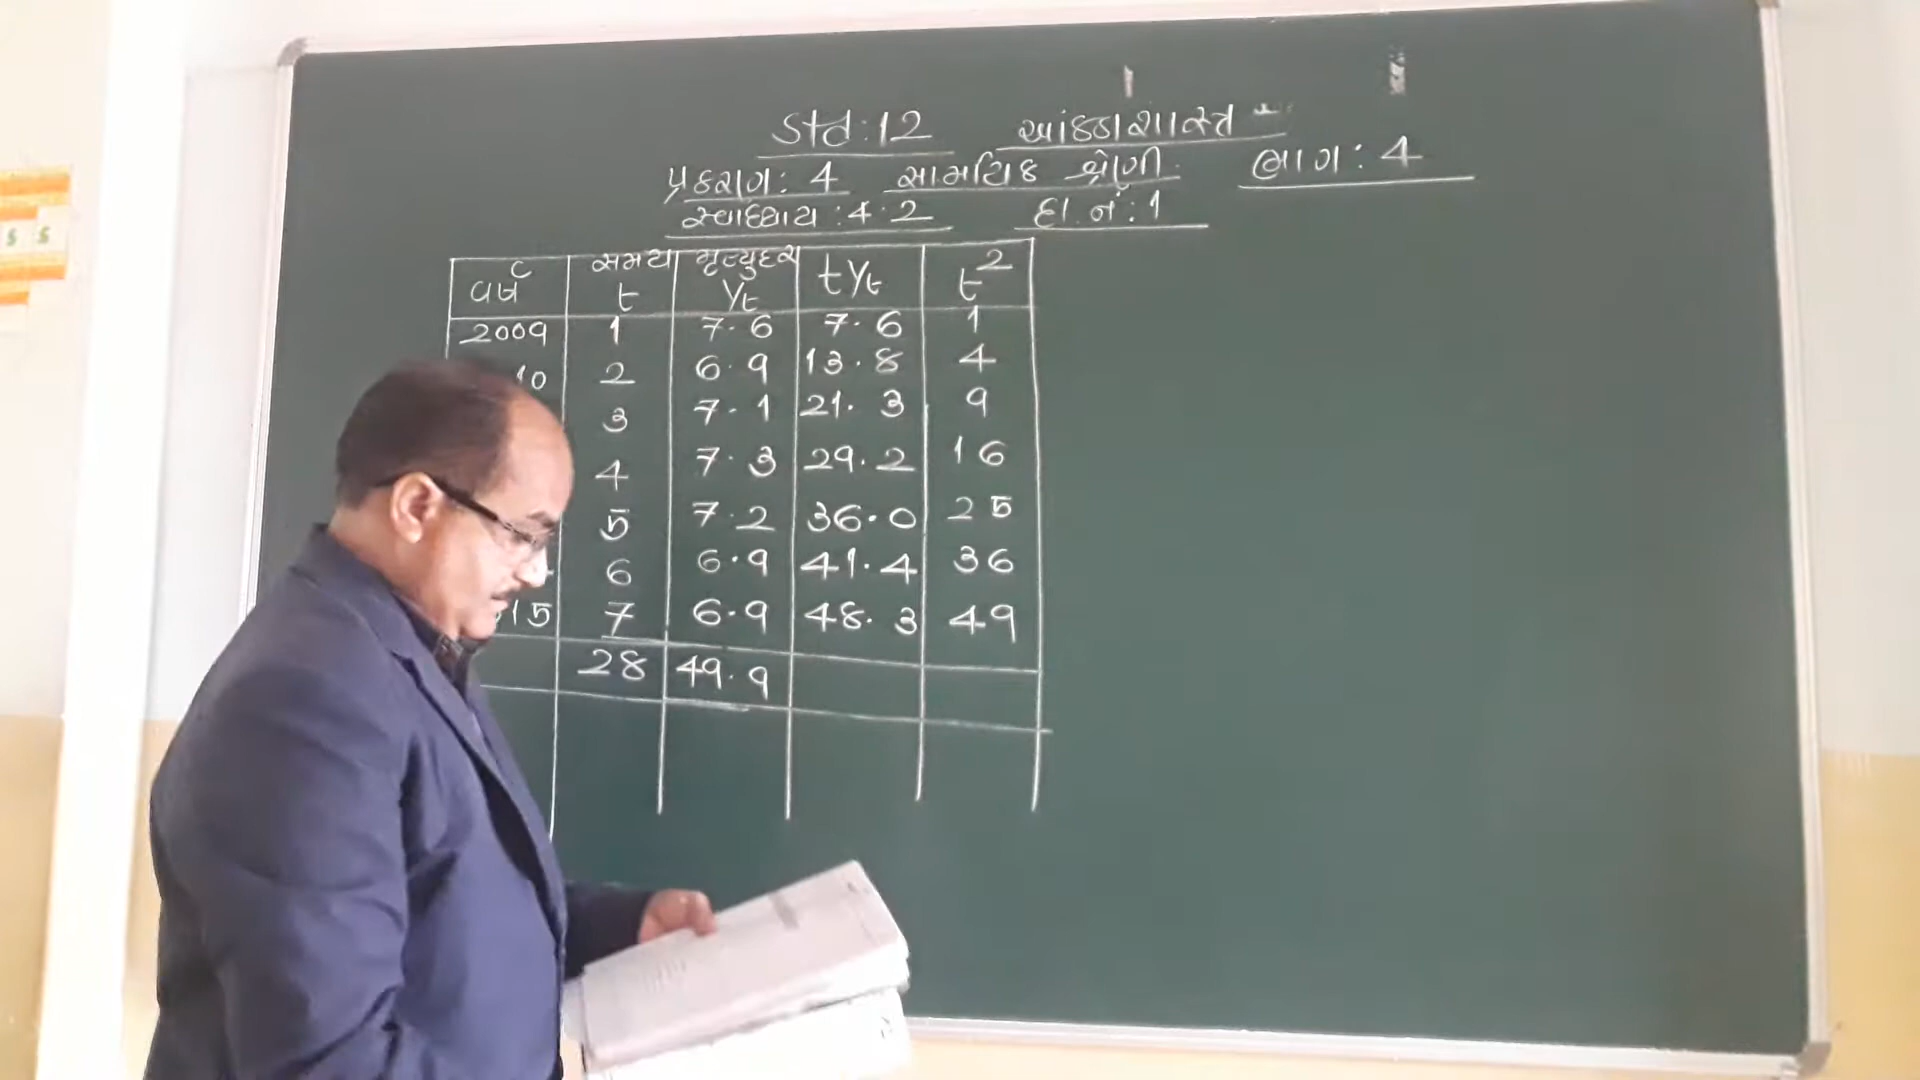 Std:12 આંકડાશાસ્ત્ર
પ્રકરણ: 4 સામયિક શ્રેણી. ભાગ: 4
સ્વાધ્યાય: 4.2 દા.નં: 1
વર્ષ સમય t મૃત્યુદર Yt tYt t²
2009 1 7.6 7.6 1
10 2 6.9 13.8 4
3 7.1 21.3 9
4 7.3 29.2 16
5 7.2 36.0 25
6 6.9 41.4 36
15 7 6.9 48.3 49
28 49.9